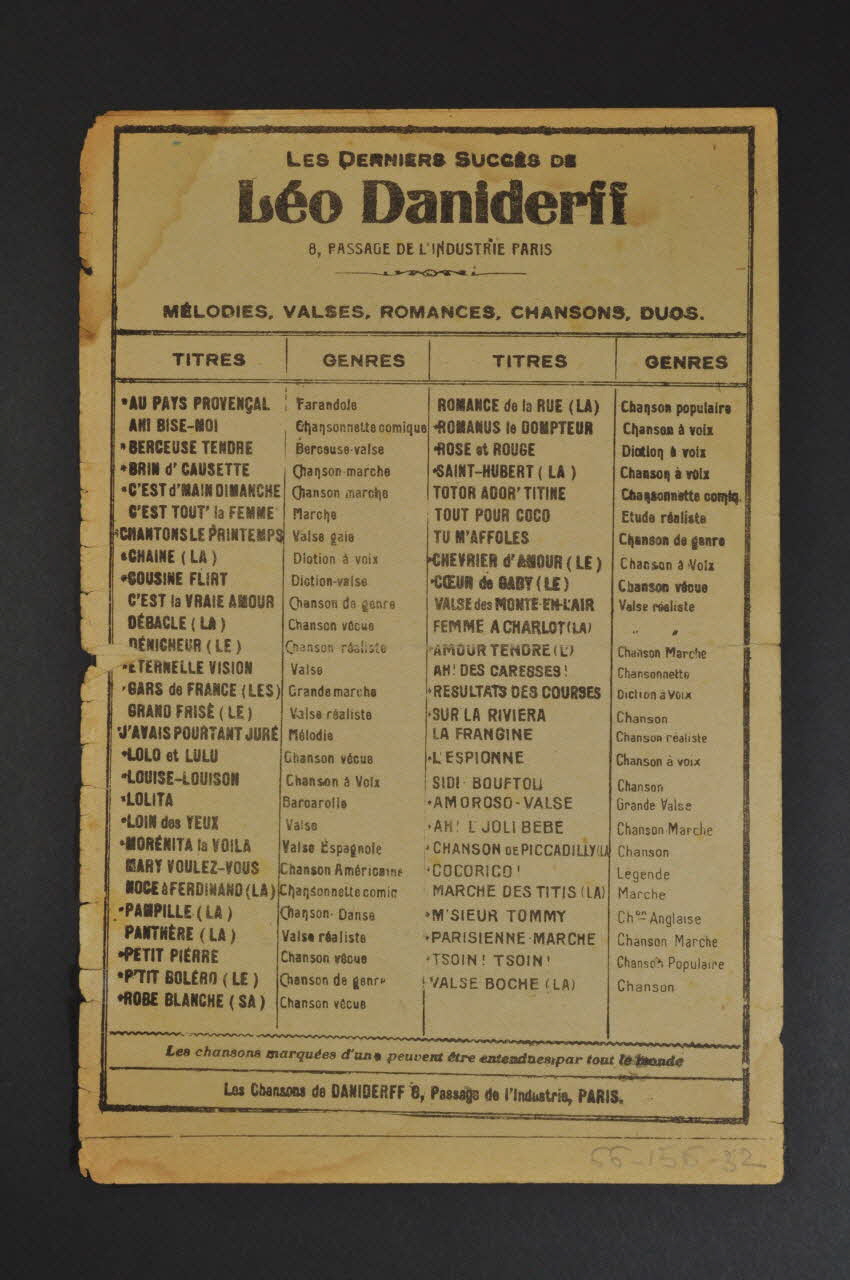 LES DERNIERS SUCCÈS DE
Léo Daniderff
8, PASSAGE DE L'INDUSTRIE PARIS
MÉLODIES, VALSES, ROMANCES, CHANSONS, DUOS.
TITRES GENRES TITRES GENRES
*AU PAYS PROVENÇAL Farandole
AHI BISE-MOI Chansonnette comique
*BERCEUSE TENDRE Berceuse-valse
*BRIN d'CAUSETTE Chanson-marche
*C'EST d'MAIN DIMANCHE Chanson marche
C'EST TOUT' la FEMME Marche
*CHANTONS LE PRINTEMPS Valse gaie
*CHAINE (LA) Diction à voix
*COUSINE FLIRT Diction-valse
C'EST la VRAIE AMOUR Chanson de genre
DÉBACLE (LA) Chanson vécue
DÉNICHEUR (LE) Chanson réaliste
*ÉTERNELLE VISION Valse
*GARS de FRANCE (LES) Grande marche
GRAND FRISÉ (LE) Valse réaliste
*J'AVAIS POURTANT JURÉ Mélodie
*LOLO et LULU Chanson vécue
*LOUISE-LOUISON Chanson à Voix
*LOLITA Barcarolle
*LOIN des YEUX Valse
*MORÉNITA la VOILA Valse Espagnole
MARY VOULEZ-VOUS Chanson Américaine
NOCE à FERDINAND (LA) Chansonnette comic
*PAMPILLE (LA) Chanson-Danse
PANTHÈRE (LA) Valse réaliste
*PETIT PIERRE Chanson vécue
*P'TIT BOLÉRO (LE) Chanson de genre
*ROBE BLANCHE (SA) Chanson vécue
ROMANCE de la RUE (LA) Chanson populaire
*ROMANUS le DOMPTEUR Chanson à voix
*ROSE et ROUGE Diction à voix
*SAINT-HUBERT (LA) Chanson à voix
TOTOR ADOR' TITINE Chansonnette comiq.
TOUT POUR COCO Etude réaliste
TU M'AFFOLES Chanson de genre
*CHEVRIER d'AMOUR (LE) Chanson à Voix
*CŒUR de GABY (LE) Chanson vécue
VALSE des MONTE-EN-L'AIR Valse réaliste
FEMME A CHARLOT (LA) " "
*AMOUR TENDRE (L') Chanson Marche
AH! DES CARESSES! Chansonnette
*RESULTATS DES COURSES Diction à Voix
*SUR LA RIVIERA Chanson
LA FRANGINE Chanson réaliste
*L'ESPIONNE Chanson à voix
SIDI-BOUFTOU Chanson
*AMOROSO-VALSE Grande Valse
*AH! L'JOLI BEBE Chanson Marche
*CHANSON DE PICCADILLY (LA Chanson
*COCORICO! Legende
MARCHE DES TITIS (LA) Marche
*M'SIEUR TOMMY Chon Anglaise
*PARISIENNE-MARCHE Chanson Marche
*TSOIN! TSOIN! Chanson Populaire
*VALSE BOCHE (LA) Chanson
Les chansons marquées d'un * peuvent être entendues par tout le monde
Les Chansons de DANIDERFF 8, Passage de l'Industrie, PARIS.
66-156-32